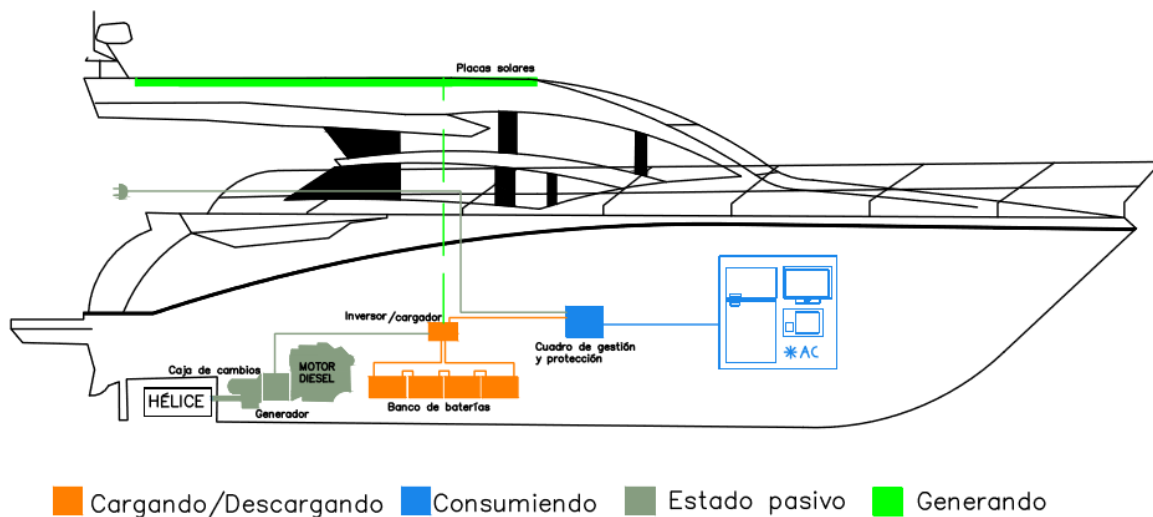 Placas solares
Inversor/cargador
Cuadro de gestión
y protección
✳AC
Caja de cambios
MOTOR
DIESEL
HÉLICE
Generador
Banco de baterías
Cargando/Descargando
Consumiendo
Estado pasivo
Generando